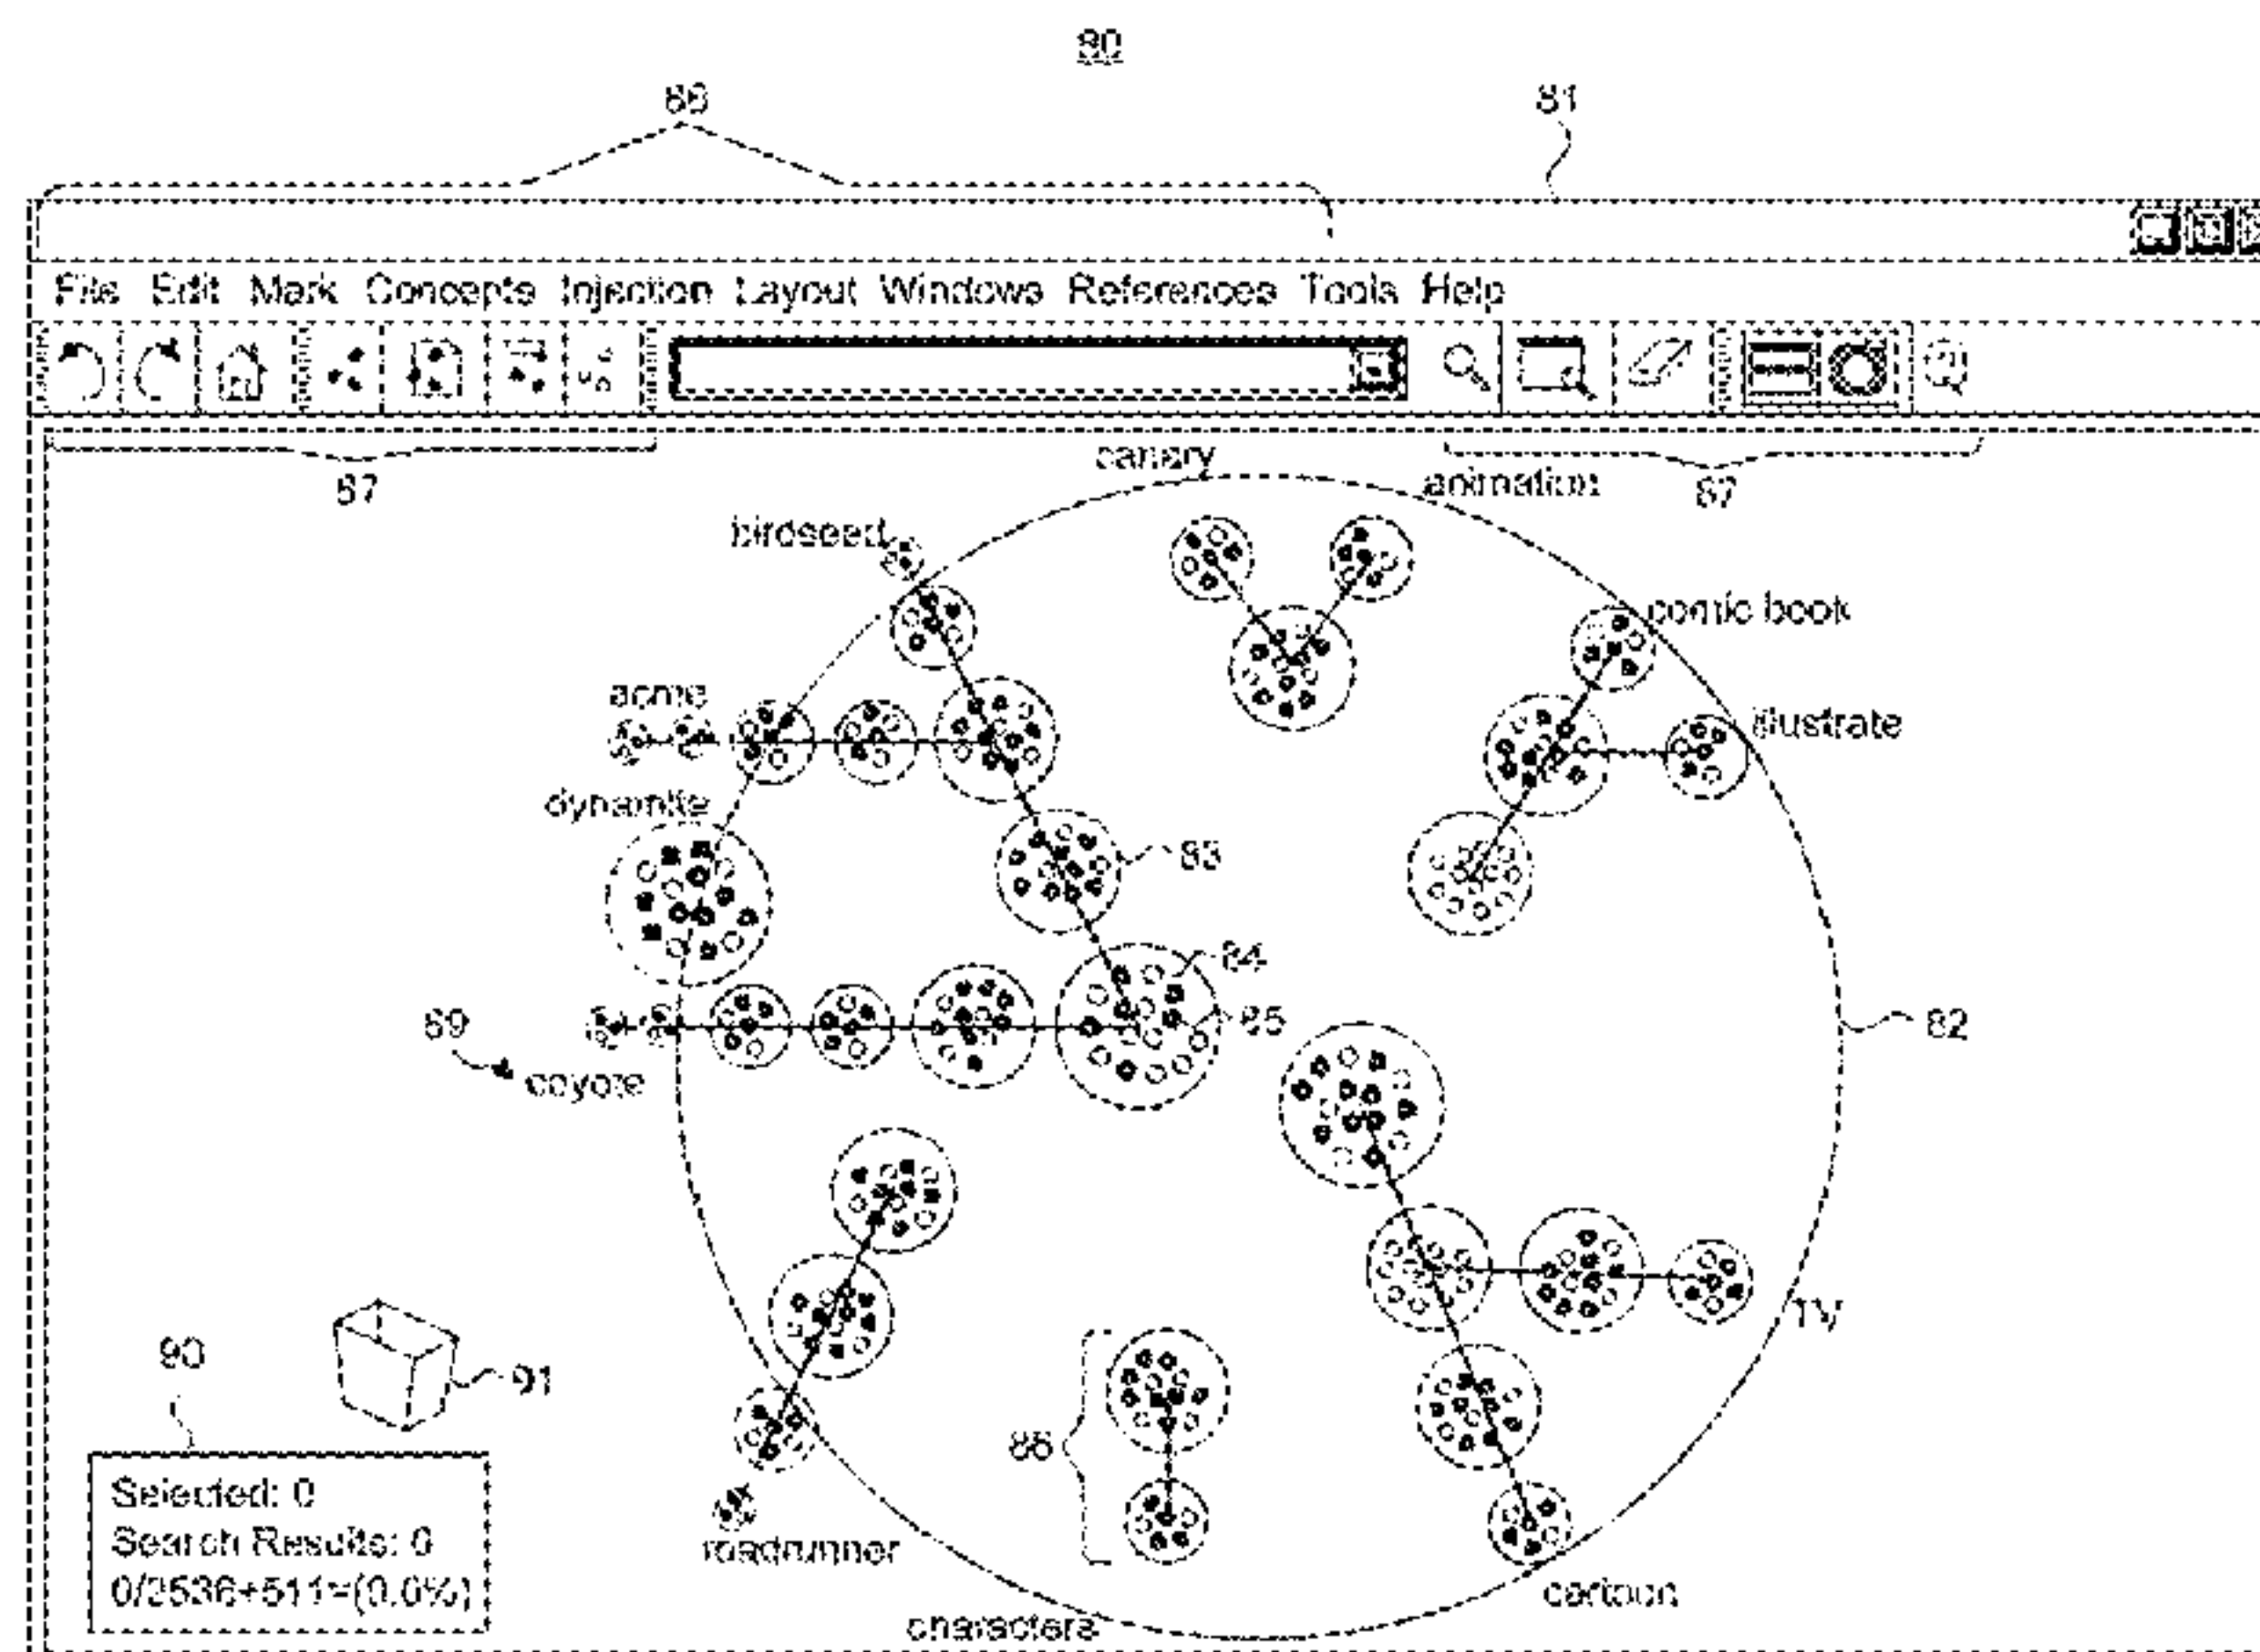 80
81
File Edit Mark Concepts Injection Layout Windows References Tools Help
87
canary
animation
87
birdseed
comic book
acme
illustrate
dynamite
83
84
85
82
89
coyote
90
91
TV
Selected: 0
Search Results: 0
0/2536+511=(0.0%)
roadrunner
cartoon
characters